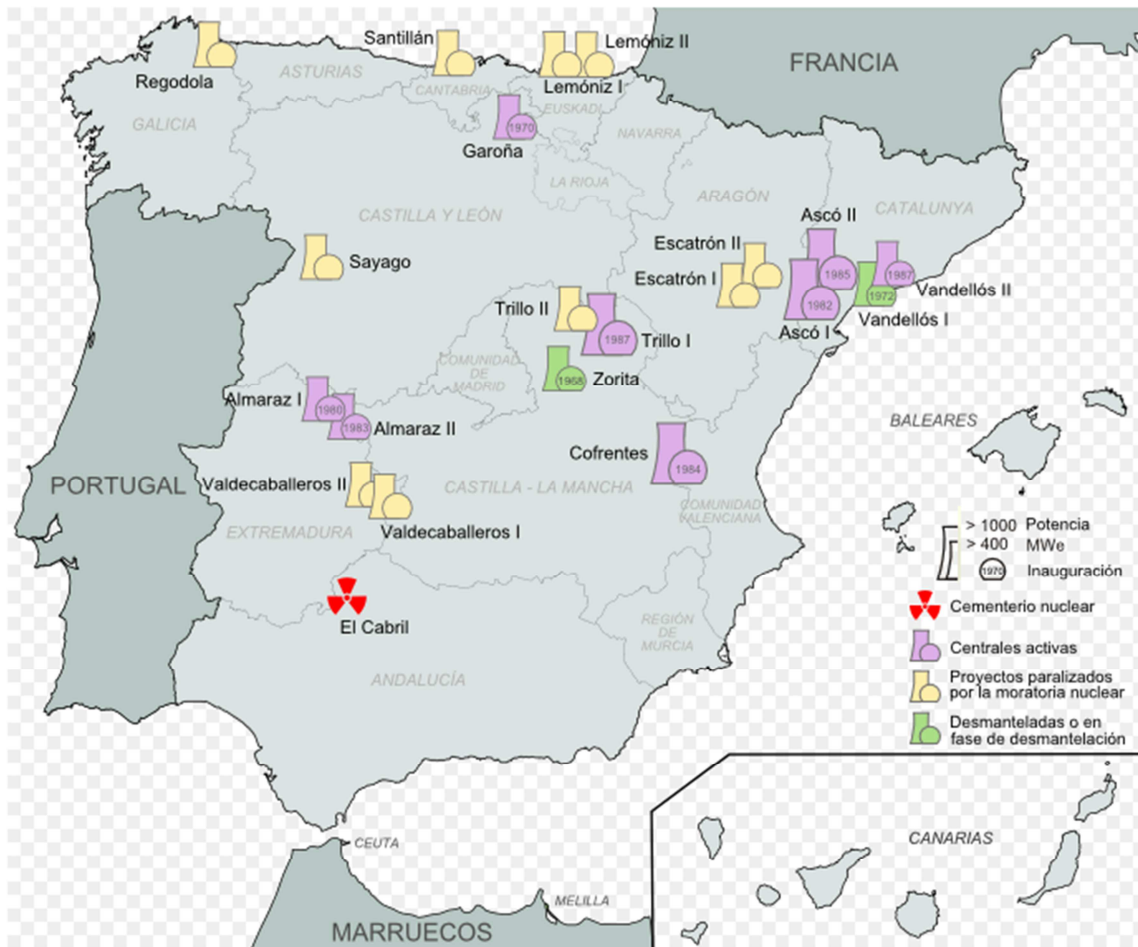 Santillán
Lemóniz II
FRANCIA
Regodola
ASTURIAS
Lemóniz I
CANTABRIA
EUSKADI
GALICIA
1970
NAVARRA
Garoña
LA RIOJA
ARAGÓN
CASTILLA Y LEÓN
Ascó II
CATALUNYA
Escatrón II
Sayago
Escatrón I
1985
1987
Vandellós II
1982
1972
Trillo II
Vandellós I
Ascó I
1987
Trillo I
COMUNIDAD
DE
MADRID
1968
Zorita
Almaraz I
1980
1983
Almaraz II
BALEARES
Cofrentes
1984
PORTUGAL
Valdecaballeros II
CASTILLA - LA MANCHA
COMUNIDAD
VALENCIANA
EXTREMADURA
Valdecaballeros I
> 1000 Potencia
> 400 MWe
1970 Inauguración
Cementerio nuclear
El Cabril
REGIÓN
DE
MURCIA
Centrales activas
ANDALUCÍA
Proyectos paralizados
por la moratoria nuclear
Desmanteladas o en
fase de desmantelación
CEUTA
CANARIAS
MELILLA
MARRUECOS